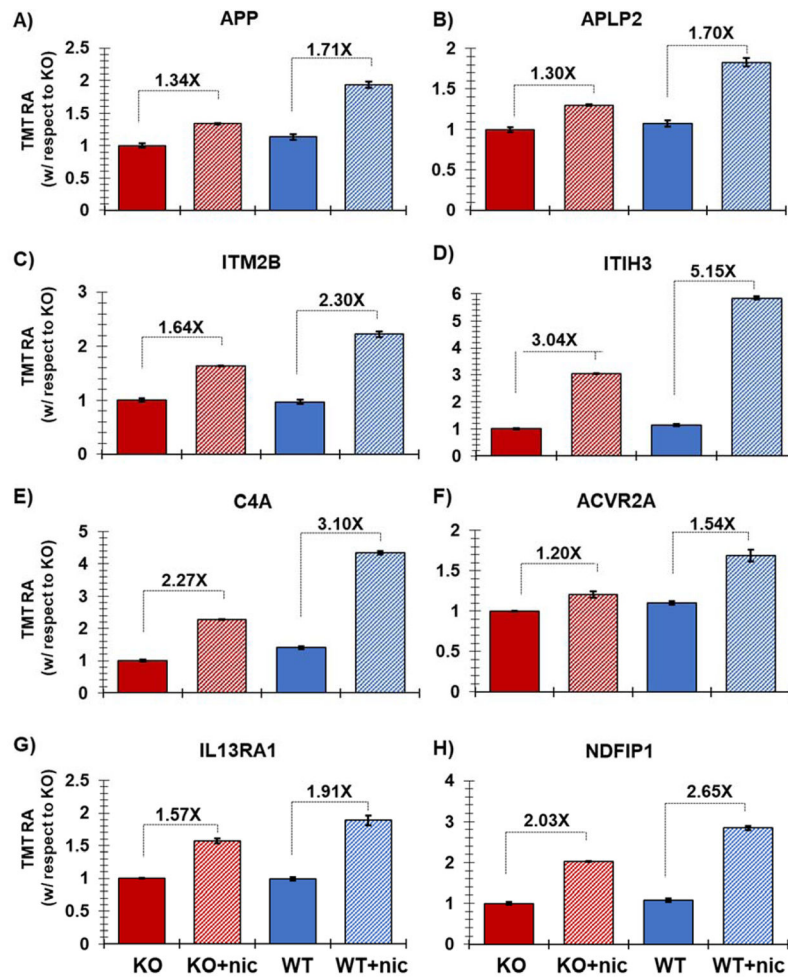 A) APP
TMT RA
(w/ respect to KO)
2.5
2
1.5
1
0.5
0
1.34X
1.71X
B) APLP2
2
1.5
1
0.5
0
1.30X
1.70X
C) ITM2B
TMT RA
(w/ respect to KO)
3
2
1
0
1.64X
2.30X
D) ITIH3
6
5
4
3
2
1
0
3.04X
5.15X
E) C4A
TMT RA
(w/ respect to KO)
5
4
3
2
1
0
2.27X
3.10X
F) ACVR2A
2
1.5
1
0.5
0
1.20X
1.54X
G) IL13RA1
TMT RA
(w/ respect to KO)
2.5
2
1.5
1
0.5
0
1.57X
1.91X
KO KO+nic WT WT+nic
H) NDFIP1
4
3
2
1
0
2.03X
2.65X
KO KO+nic WT WT+nic